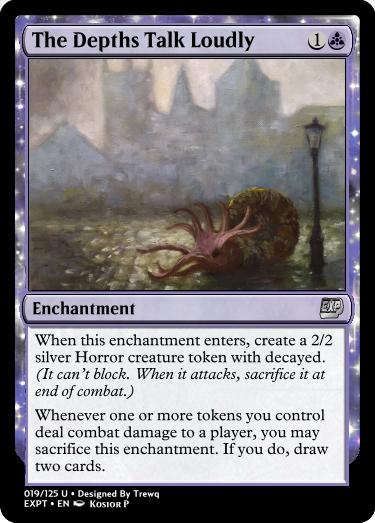 The Depths Talk Loudly 1
Enchantment EXP
When this enchantment enters, create a 2/2
silver Horror creature token with decayed.
(It can't block. When it attacks, sacrifice it at
end of combat.)
Whenever one or more tokens you control
deal combat damage to a player, you may
sacrifice this enchantment. If you do, draw
two cards.
019/125 U • Designed By Trewq
EXPT • EN Kosior P